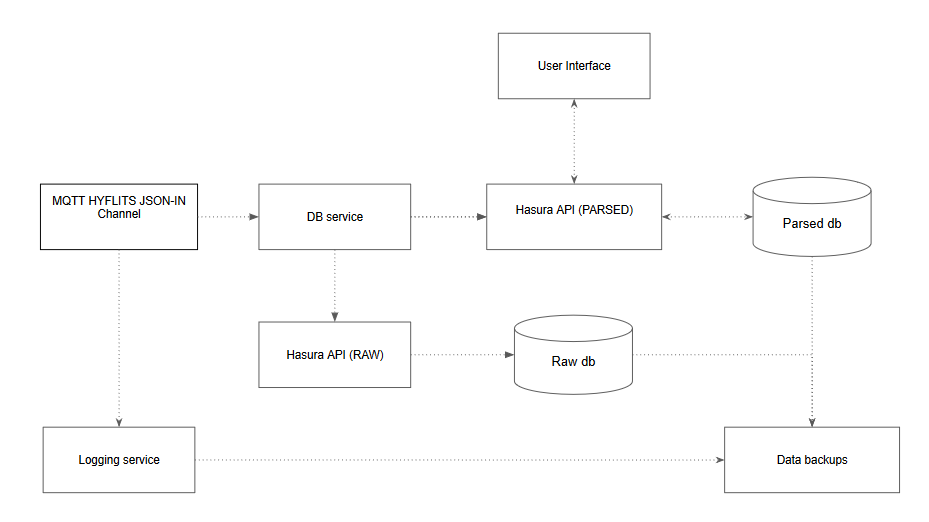 User Interface
MQTT HYFLITS JSON-IN
Channel
DB service
Hasura API (PARSED)
Parsed db
Hasura API (RAW)
Raw db
Logging service
Data backups